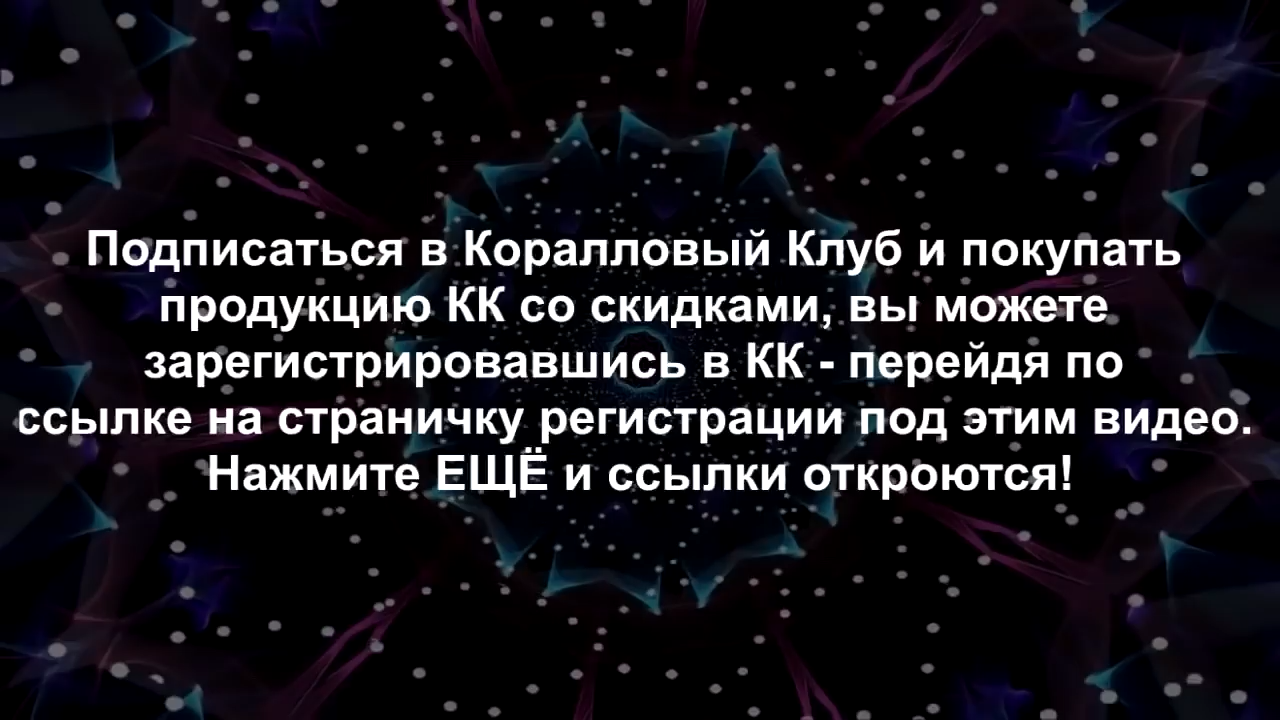 Подписаться в Коралловый Клуб и покупать
продукцию КК со скидками, вы можете
зарегистрировавшись в КК - перейдя по
ссылке на страничку регистрации под этим видео.
Нажмите ЕЩЁ и ссылки откроются!